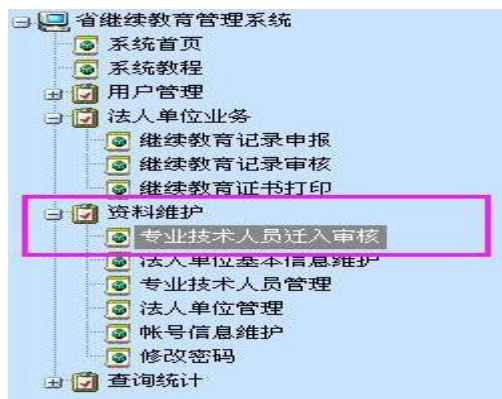 省继续教育管理系统
系统首页
系统教程
用户管理
法人单位业务
继续教育记录申报
继续教育记录审核
继续教育证书打印
资料维护
专业技术人员迁入审核
法人单位基本信息维护
专业技术人员管理
法人单位管理
帐号信息维护
修改密码
查询统计